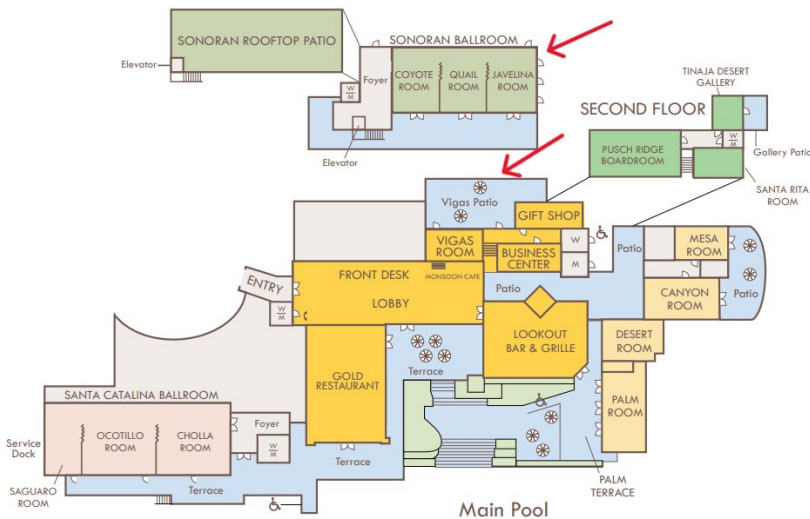 SONORAN ROOFTOP PATIO
Elevator
SONORAN BALLROOM
Foyer
COYOTE
ROOM
QUAIL
ROOM
JAVELINA
ROOM
W
M
Elevator
TINAJA DESERT
GALLERY
SECOND FLOOR
PUSCH RIDGE
BOARDROOM
W
M
Gallery Patio
SANTA RITA
ROOM
Vigas Patio
GIFT SHOP
VIGAS
ROOM
BUSINESS
CENTER
W
M
Patio
MESA
ROOM
CANYON
ROOM
Patio
ENTRY
FRONT DESK
MONSOON CAFE
LOBBY
Patio
W
M
LOOKOUT
BAR & GRILLE
DESERT
ROOM
Terrace
GOLD
RESTAURANT
PALM
ROOM
SANTA CATALINA BALLROOM
Service
Dock
OCOTILLO
ROOM
CHOLLA
ROOM
Foyer
W
M
Terrace
SAGUARO
ROOM
Terrace
PALM
TERRACE
Main Pool